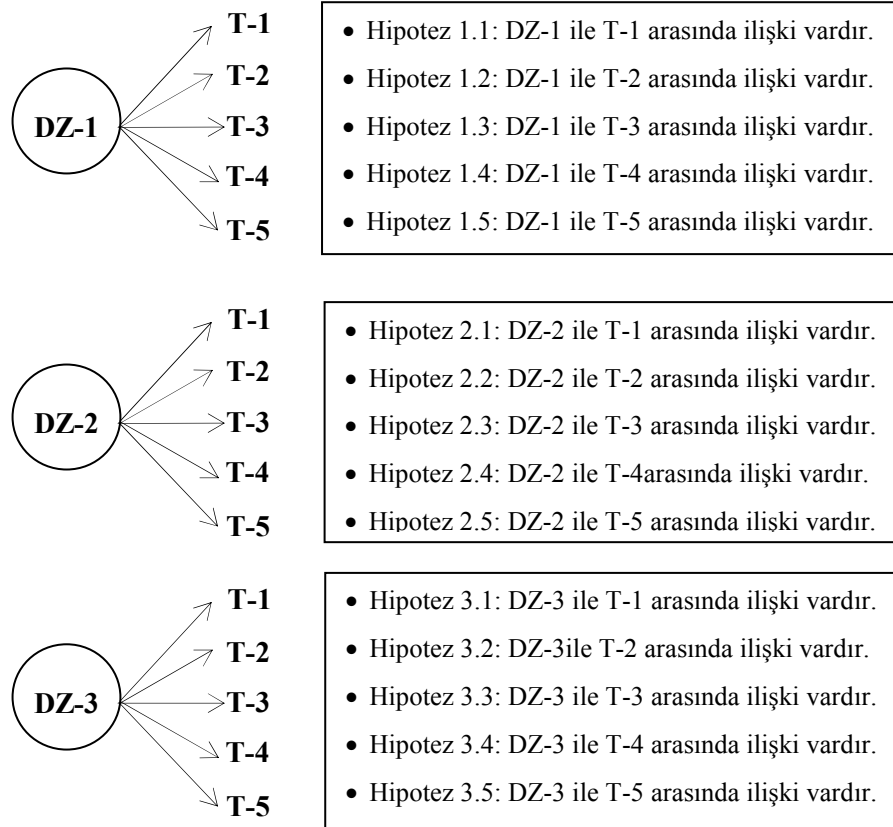 T-1
T-2
DZ-1
T-3
T-4
T-5
• Hipotez 1.1: DZ-1 ile T-1 arasında ilişki vardır.
• Hipotez 1.2: DZ-1 ile T-2 arasında ilişki vardır.
• Hipotez 1.3: DZ-1 ile T-3 arasında ilişki vardır.
• Hipotez 1.4: DZ-1 ile T-4 arasında ilişki vardır.
• Hipotez 1.5: DZ-1 ile T-5 arasında ilişki vardır.
T-1
T-2
DZ-2
T-3
T-4
T-5
• Hipotez 2.1: DZ-2 ile T-1 arasında ilişki vardır.
• Hipotez 2.2: DZ-2 ile T-2 arasında ilişki vardır.
• Hipotez 2.3: DZ-2 ile T-3 arasında ilişki vardır.
• Hipotez 2.4: DZ-2 ile T-4arasında ilişki vardır.
• Hipotez 2.5: DZ-2 ile T-5 arasında ilişki vardır.
T-1
T-2
DZ-3
T-3
T-4
T-5
• Hipotez 3.1: DZ-3 ile T-1 arasında ilişki vardır.
• Hipotez 3.2: DZ-3ile T-2 arasında ilişki vardır.
• Hipotez 3.3: DZ-3 ile T-3 arasında ilişki vardır.
• Hipotez 3.4: DZ-3 ile T-4 arasında ilişki vardır.
• Hipotez 3.5: DZ-3 ile T-5 arasında ilişki vardır.